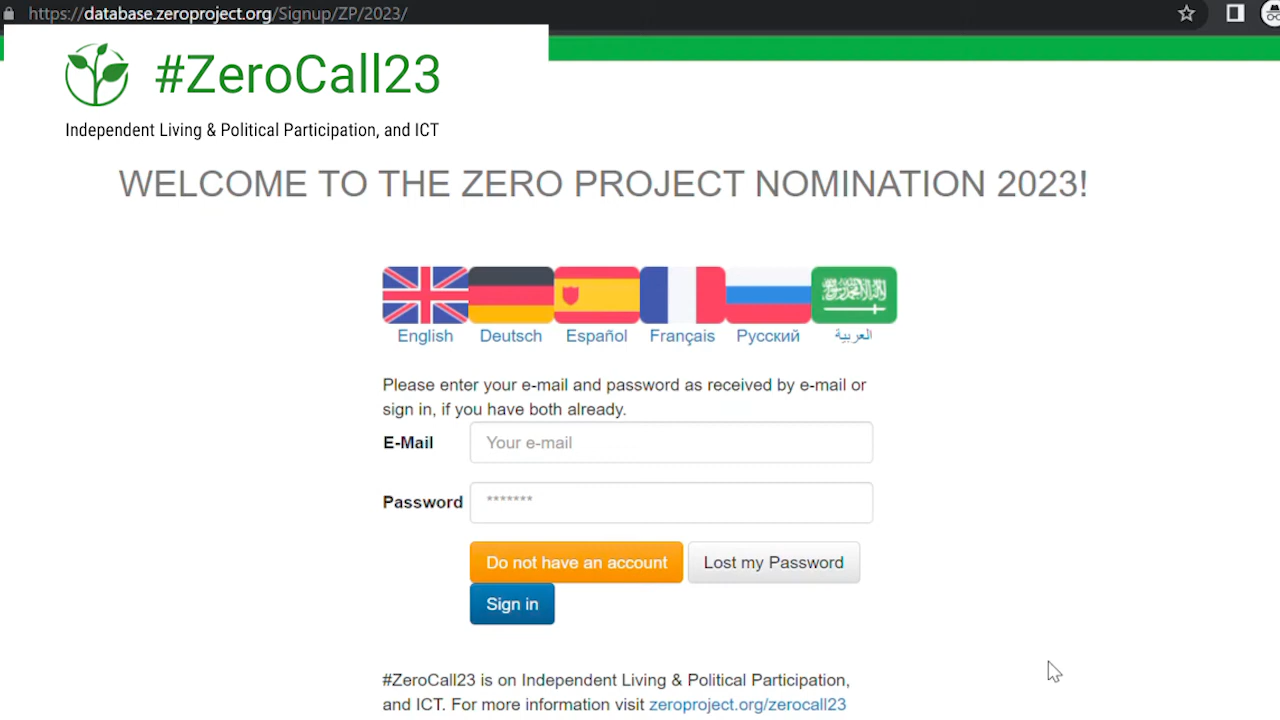 https://database.zeroproject.org/Signup/ZP/2023/
#ZeroCall23
Independent Living & Political Participation, and ICT
WELCOME TO THE ZERO PROJECT NOMINATION 2023!
English Deutsch Español Français Русский العربية
Please enter your e-mail and password as received by e-mail or
sign in, if you have both already.
E-Mail Your e-mail
Password *******
Do not have an account Lost my Password
Sign in
#ZeroCall23 is on Independent Living & Political Participation,
and ICT. For more information visit zeroproject.org/zerocall23